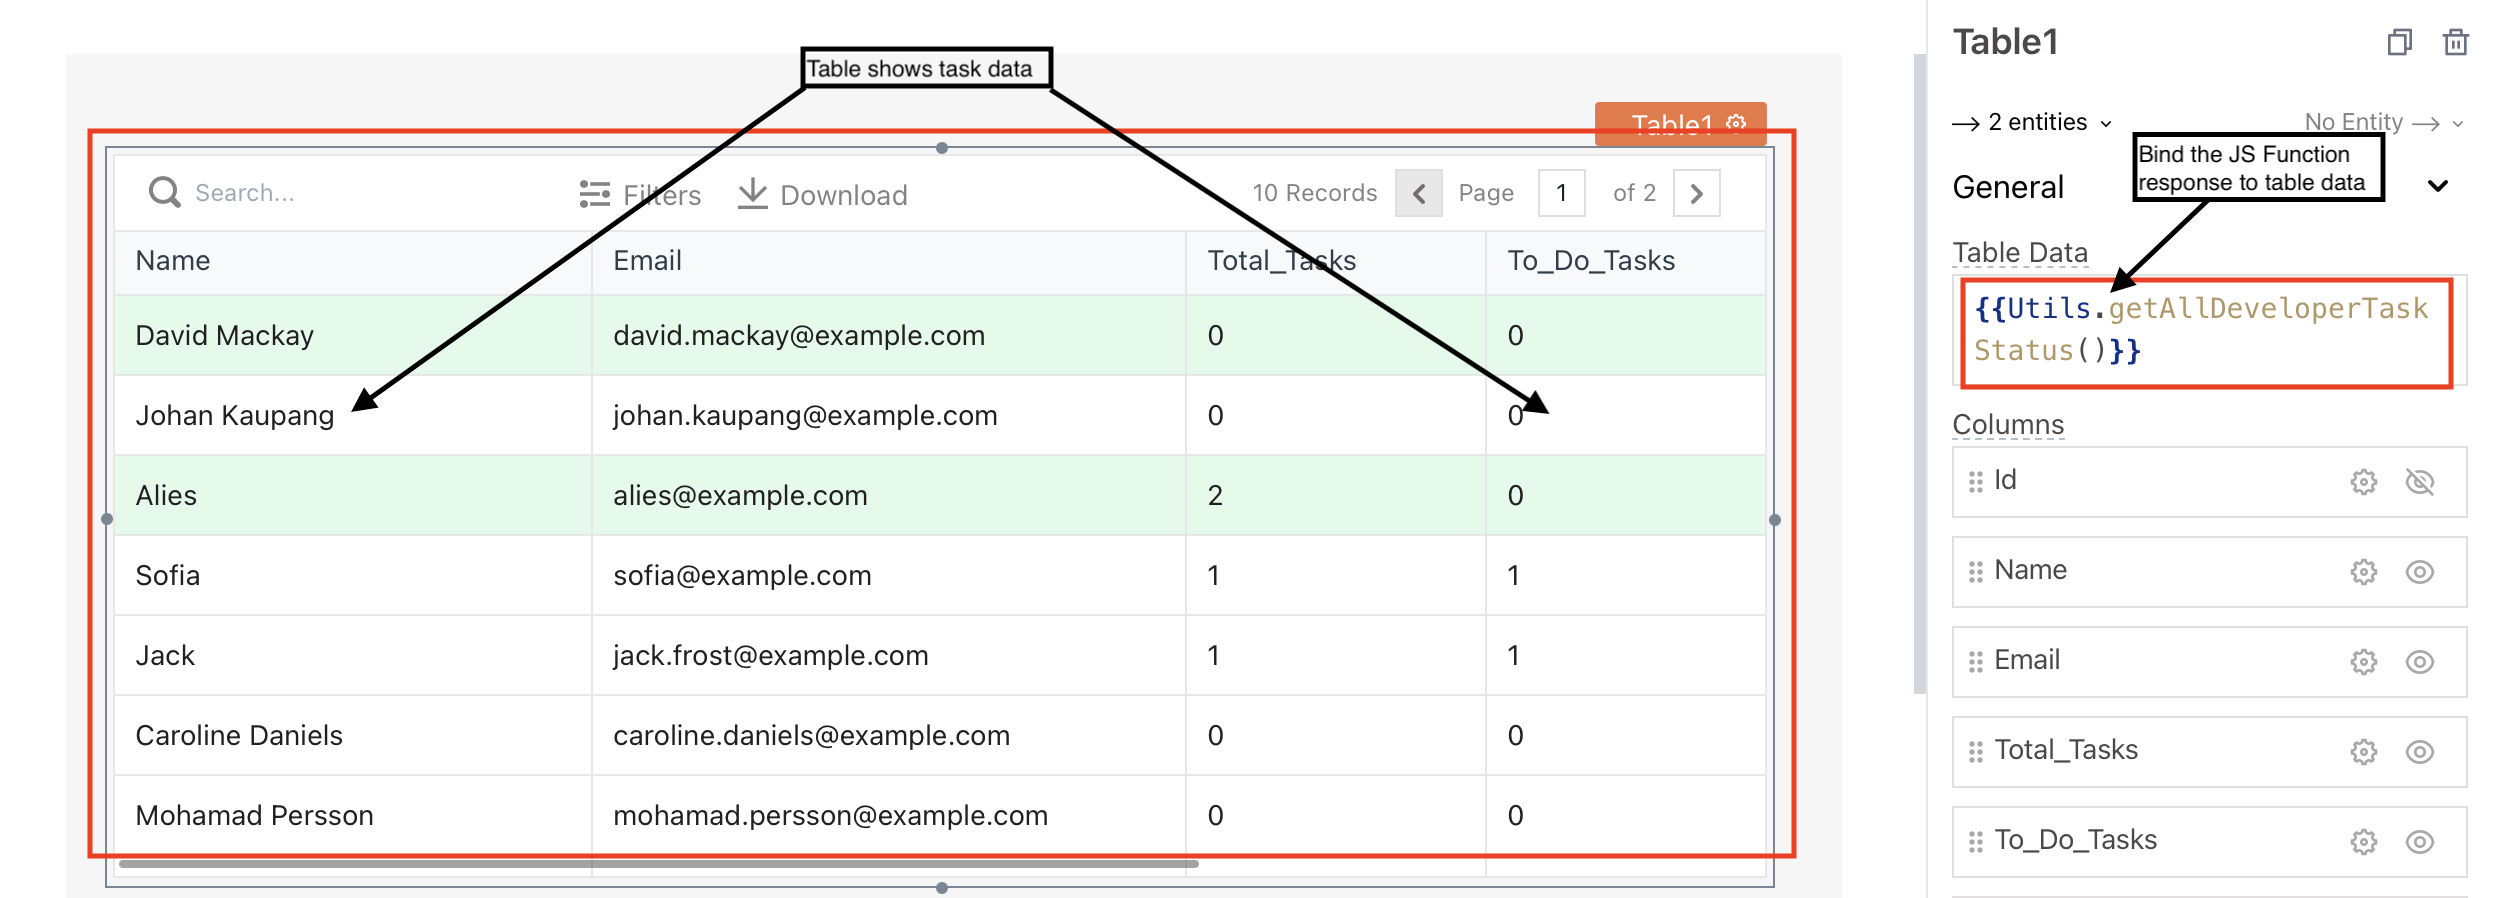 Table shows task data
Table1
Search...
Filters
Download
10 Records
Page
1
of 2
Name Email Total_Tasks To_Do_Tasks
David Mackay david.mackay@example.com 0 0
Johan Kaupang johan.kaupang@example.com 0 0
Alies alies@example.com 2 0
Sofia sofia@example.com 1 1
Jack jack.frost@example.com 1 1
Caroline Daniels caroline.daniels@example.com 0 0
Mohamad Persson mohamad.persson@example.com 0 0
Table1
2 entities
No Entity
Bind the JS Function
response to table data
General
Table Data
{{Utils.getAllDeveloperTask
Status()}}
Columns
Id
Name
Email
Total_Tasks
To_Do_Tasks